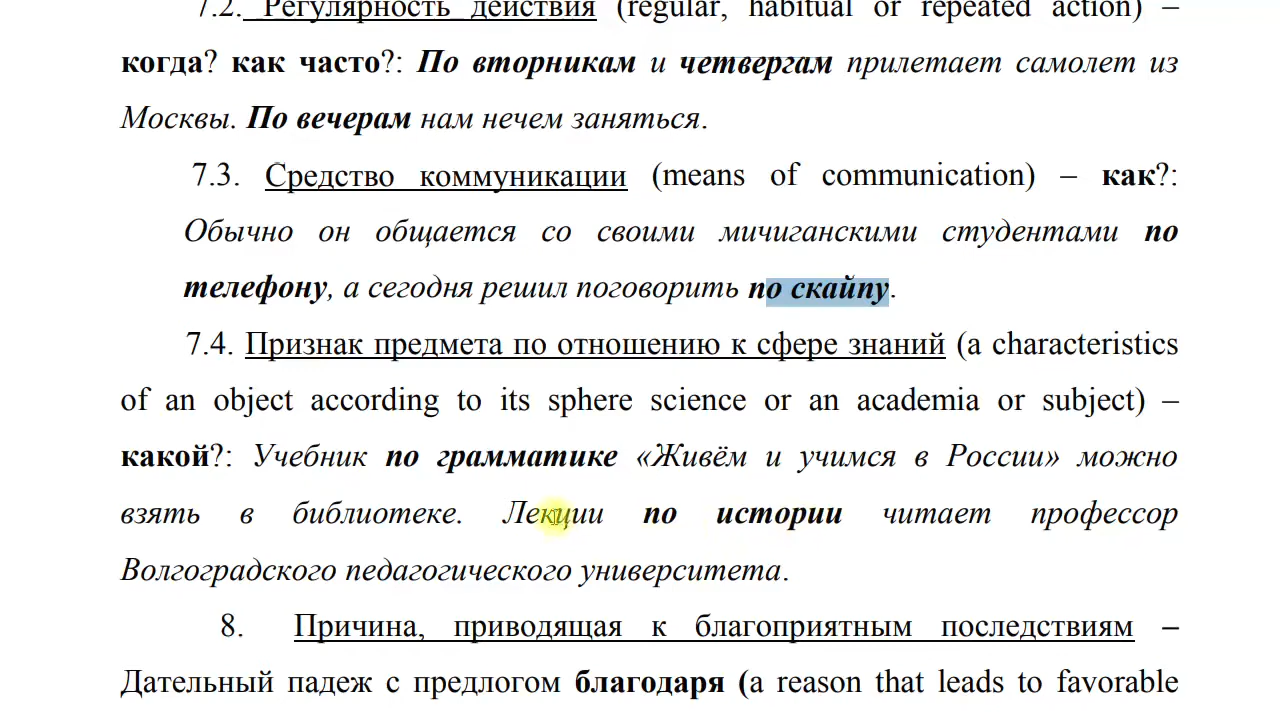 7.2. Регулярность действия (regular, habitual or repeated action) –
когда? как часто?: По вторникам и четвергам прилетает самолет из
Москвы. По вечерам нам нечем заняться.
7.3. Средство коммуникации (means of communication) – как?:
Обычно он общается со своими мичиганскими студентами по
телефону, а сегодня решил поговорить по скайпу.
7.4. Признак предмета по отношению к сфере знаний (a characteristics
of an object according to its sphere science or an academia or subject) –
какой?: Учебник по грамматике «Живём и учимся в России» можно
взять в библиотеке. Лекции по истории читает профессор
Волгоградского педагогического университета.
8. Причина, приводящая к благоприятным последствиям –
Дательный падеж с предлогом благодаря (a reason that leads to favorable